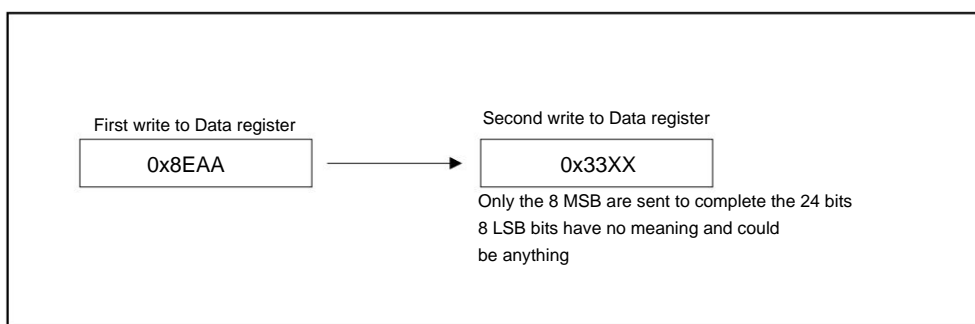 First write to Data register
0x8EAA
Second write to Data register
0x33XX
Only the 8 MSB are sent to complete the 24 bits
8 LSB bits have no meaning and could
be anything